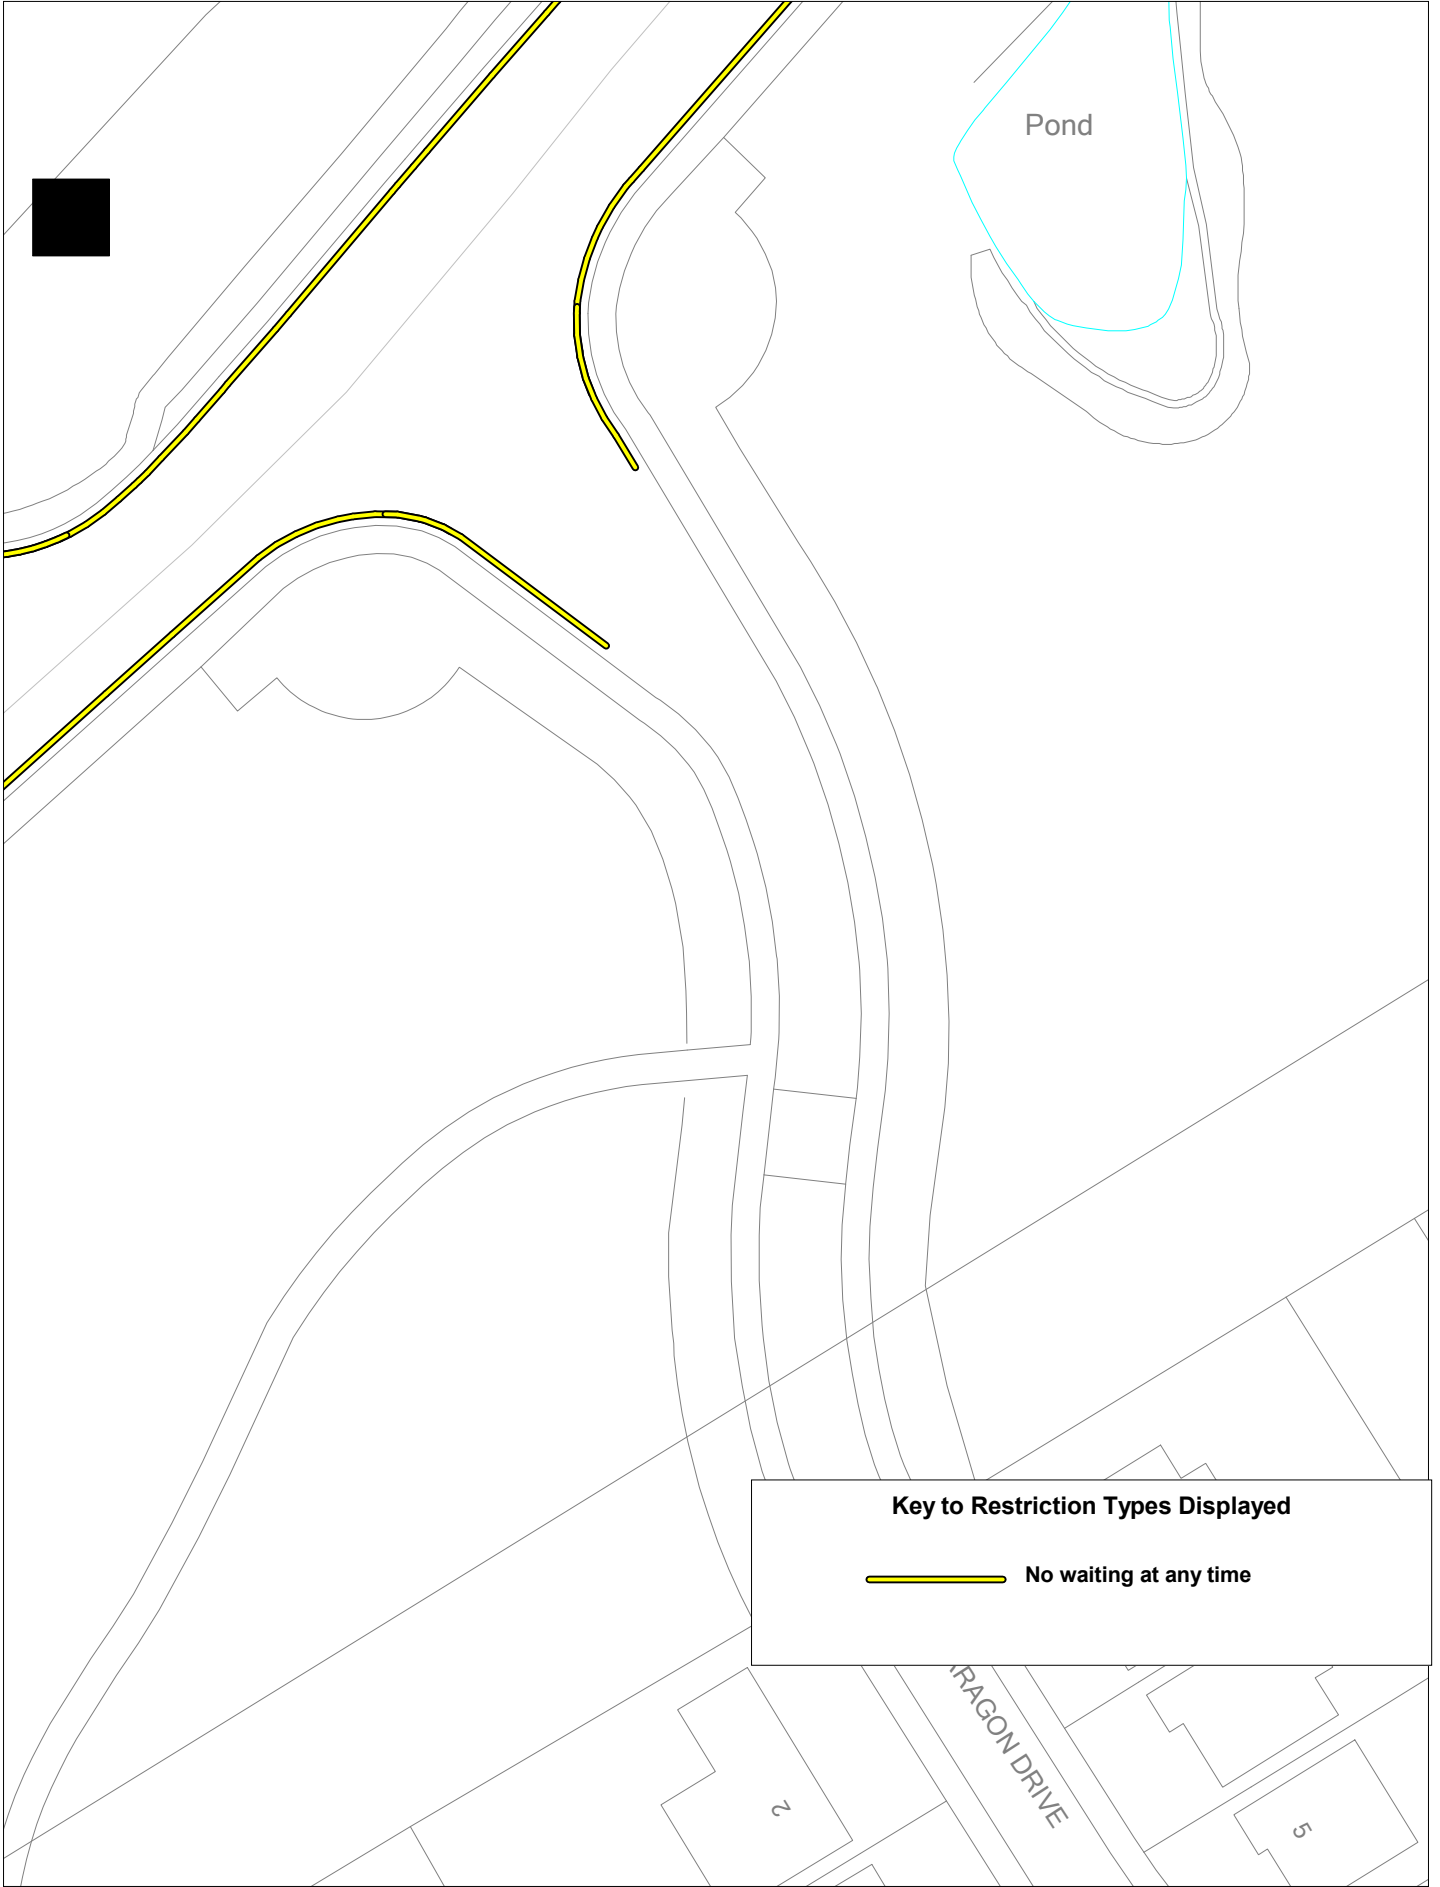 Pond
Key to Restriction Types Displayed
No waiting at any time
RAGON DRIVE
2
5